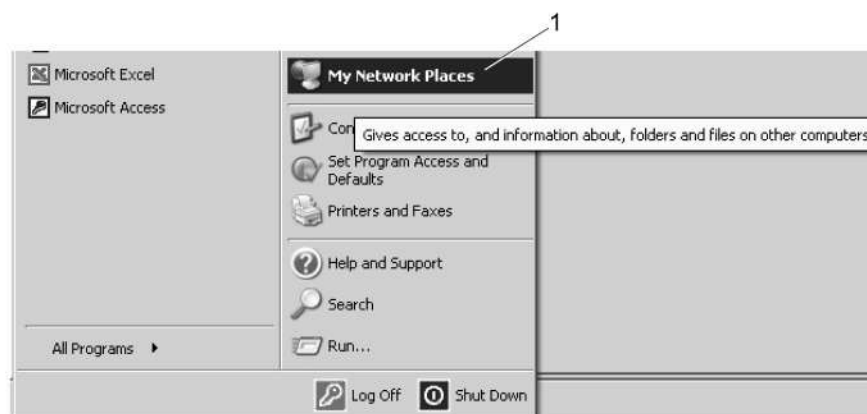 1
Microsoft Excel
My Network Places
Microsoft Access
Con
Gives access to, and information about, folders and files on other computers
Set Program Access and
Defaults
Printers and Faxes
Help and Support
Search
All Programs
Run...
Log Off
Shut Down